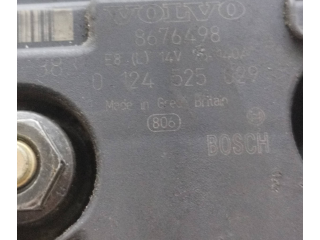 VOLVO
8676498
E8 (L) 14V
0 124 525 029
Made in Great Britain
806
BOSCH